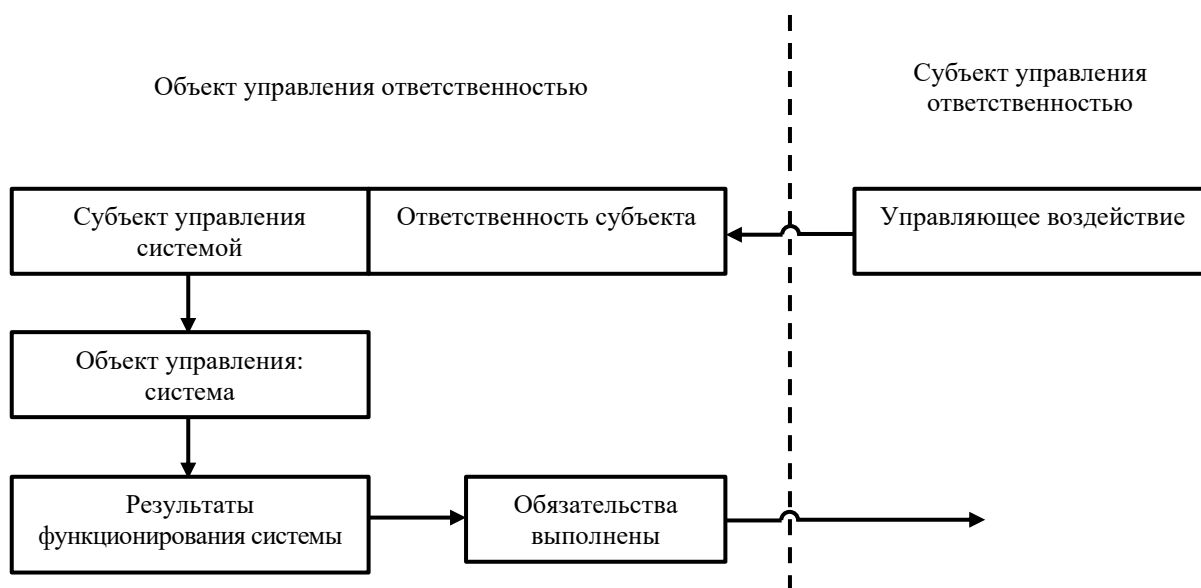 Объект управления ответственностью
Субъект управления
ответственностью
Субъект управления
системой
Ответственность субъекта
Управляющее воздействие
Объект управления:
система
Результаты
функционирования системы
Обязательства
выполнены